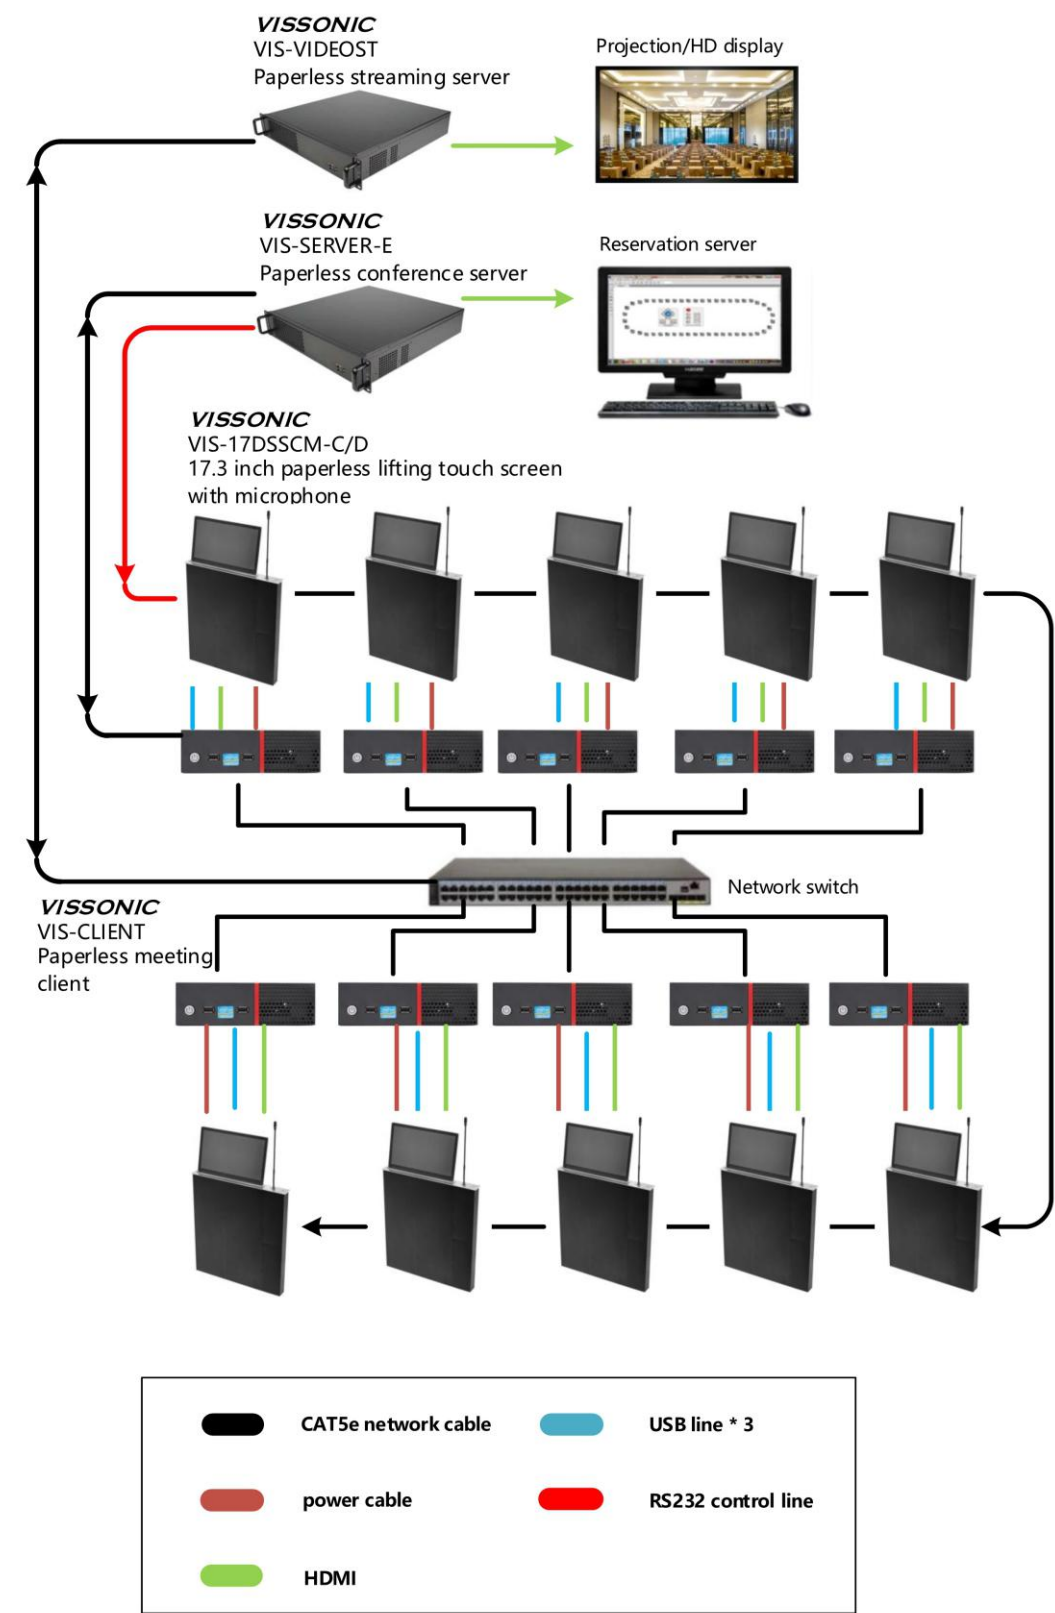 VISSONIC
VIS-VIDEOST
Paperless streaming server
Projection/HD display
VISSONIC
VIS-SERVER-E
Paperless conference server
Reservation server
VISSONIC
VIS-17DSSCM-C/D
17.3 inch paperless lifting touch screen
with microphone
Network switch
VISSONIC
VIS-CLIENT
Paperless meeting
client
CAT5e network cable
USB line * 3
power cable
RS232 control line
HDMI